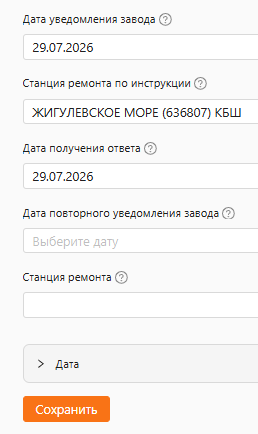 Дата уведомления завода
29.07.2026
Станция ремонта по инструкции
ЖИГУЛЕВСКОЕ МОРЕ (636807) КБШ
Дата получения ответа
29.07.2026
Дата повторного уведомления завода
Выберите дату
Станция ремонта
Дата
Сохранить